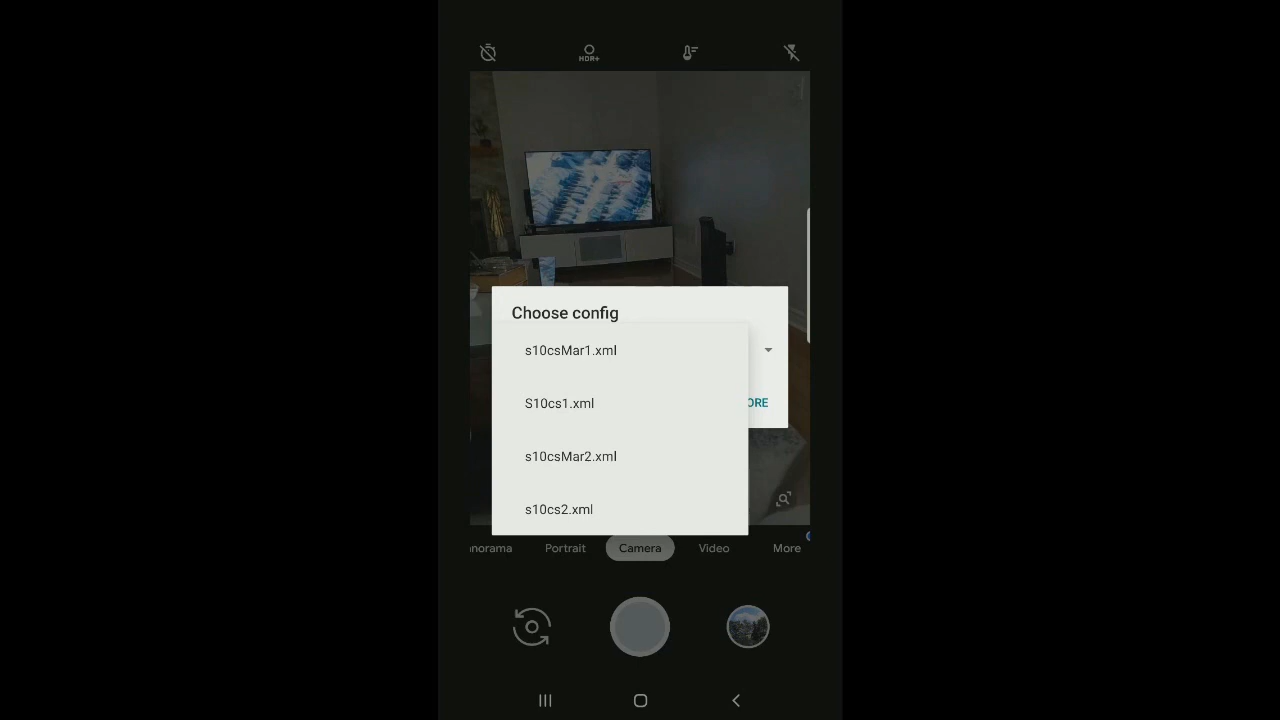 HDR+
Choose config
s10csMar1.xml
S10cs1.xml
ORE
s10csMar2.xml
s10cs2.xml
norama Portrait Camera Video More